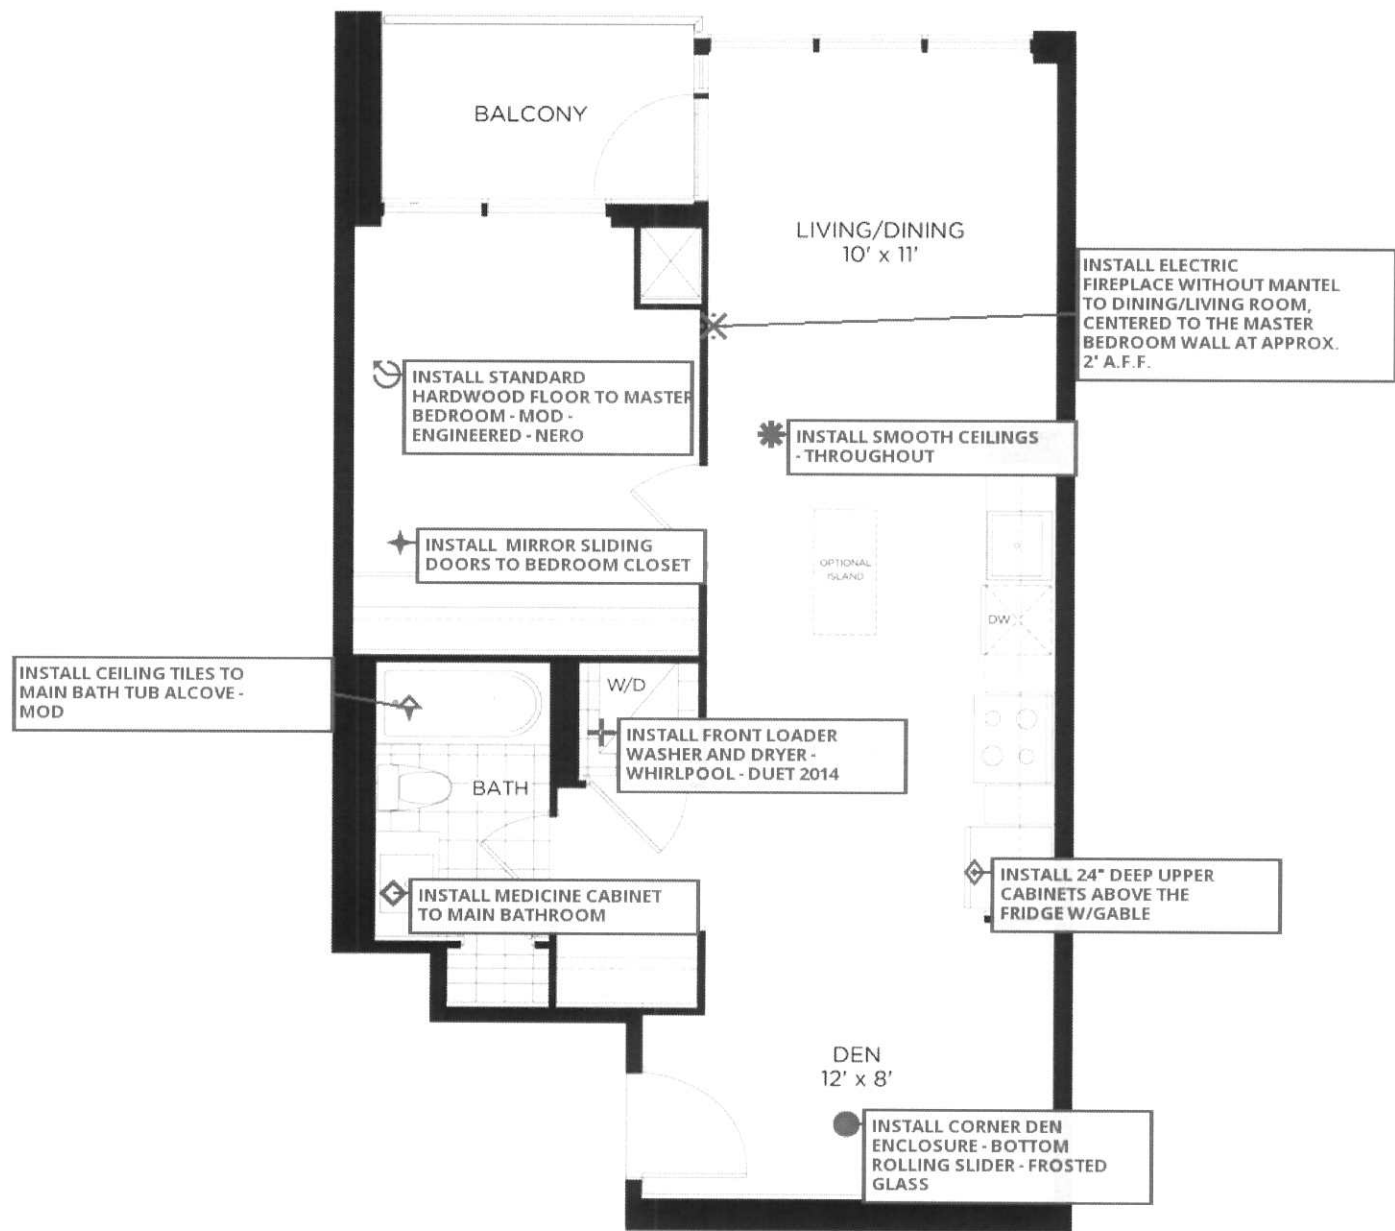 BALCONY
LIVING/DINING
10' x 11'
INSTALL ELECTRIC
FIREPLACE WITHOUT MANTEL
TO DINING/LIVING ROOM,
CENTERED TO THE MASTER
BEDROOM WALL AT APPROX.
2' A.F.F.
INSTALL STANDARD
HARDWOOD FLOOR TO MASTER
BEDROOM - MOD -
ENGINEERED - NERO
INSTALL SMOOTH CEILINGS
- THROUGHOUT
INSTALL MIRROR SLIDING
DOORS TO BEDROOM CLOSET
OPTIONAL
ISLAND
DW
INSTALL CEILING TILES TO
MAIN BATH TUB ALCOVE -
MOD
W/D
INSTALL FRONT LOADER
WASHER AND DRYER -
WHIRLPOOL - DUET 2014
BATH
INSTALL MEDICINE CABINET
TO MAIN BATHROOM
INSTALL 24" DEEP UPPER
CABINETS ABOVE THE
FRIDGE W/GABLE
DEN
12' x 8'
INSTALL CORNER DEN
ENCLOSURE - BOTTOM
ROLLING SLIDER - FROSTED
GLASS